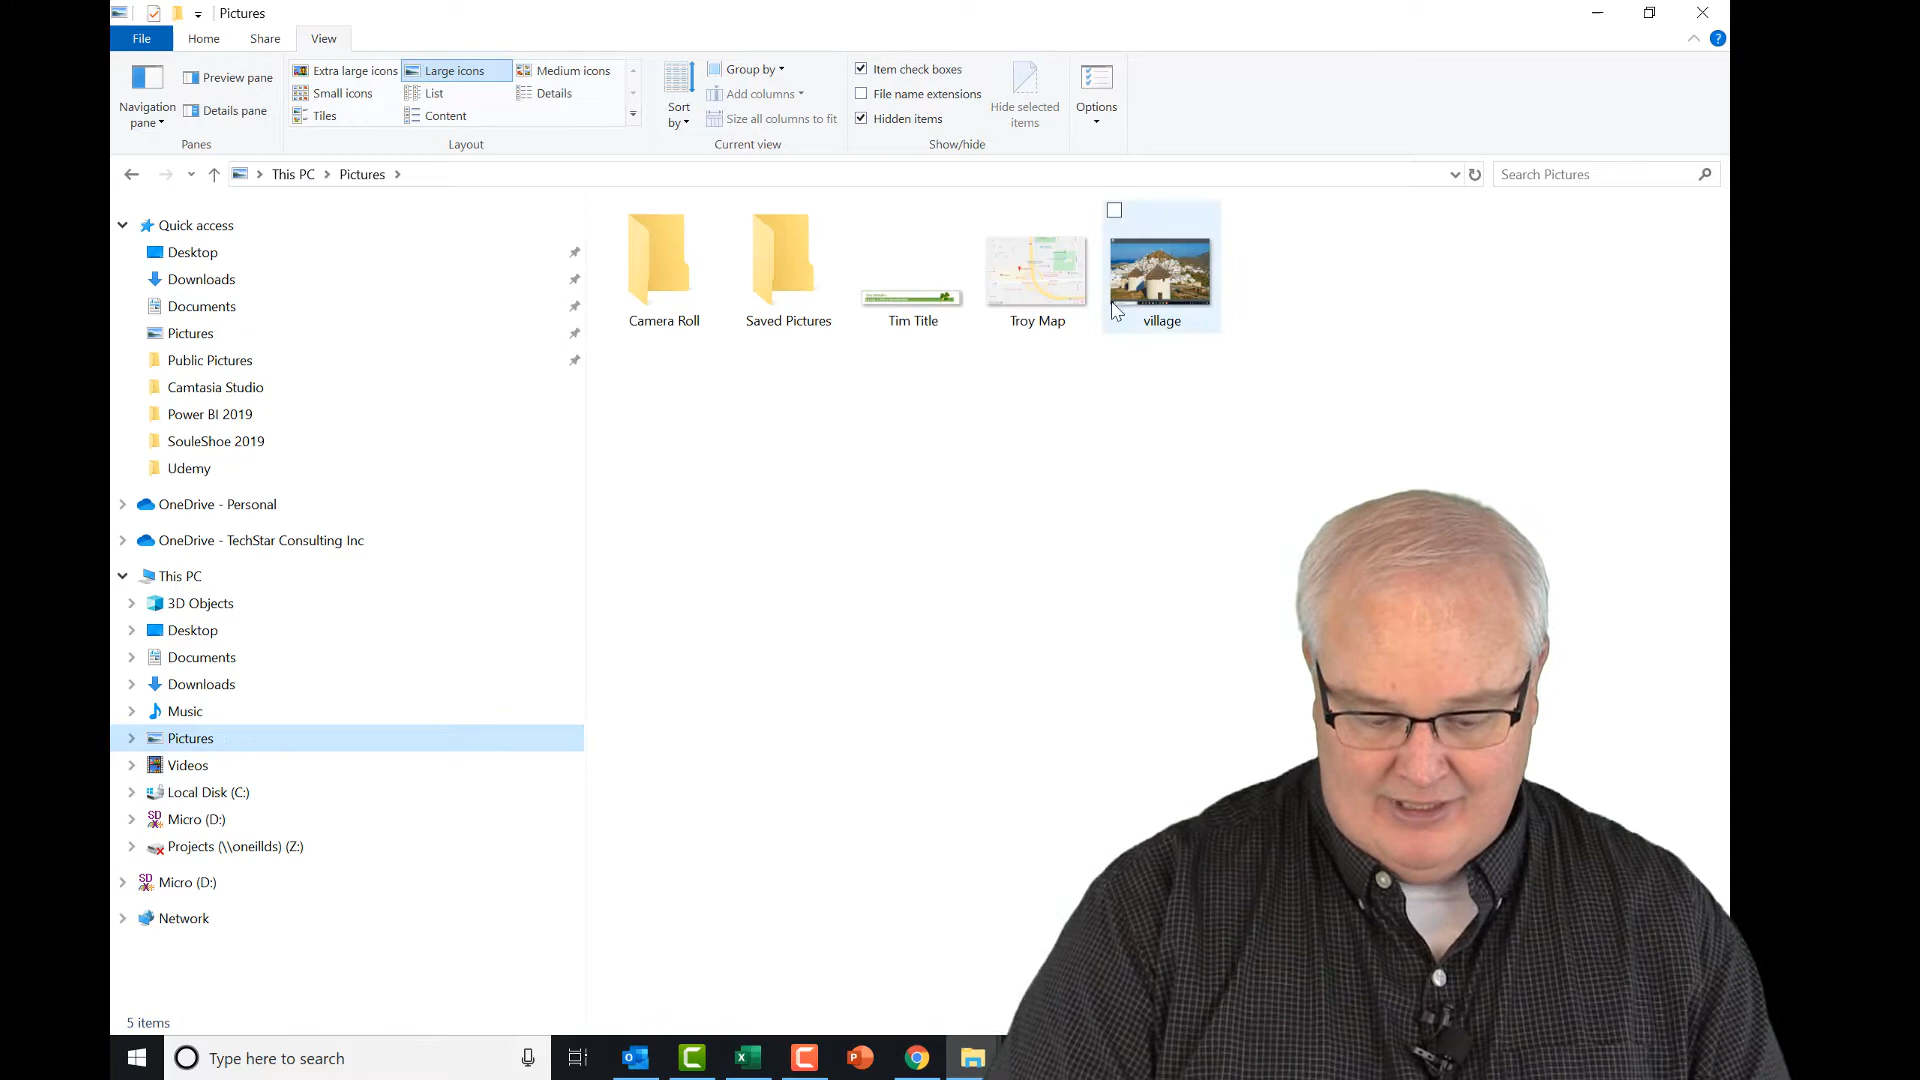 Pictures
File Home Share View
Navigation pane
Preview pane
Details pane
Panes
Extra large icons Large icons Medium icons
Small icons List Details
Tiles Content
Layout
Sort by
Group by
Add columns
Size all columns to fit
Current view
Item check boxes
File name extensions
Hidden items
Hide selected items
Show/hide
Options
This PC Pictures
Search Pictures
Quick access
Desktop
Downloads
Documents
Pictures
Public Pictures
Camtasia Studio
Power BI 2019
SouleShoe 2019
Udemy
OneDrive - Personal
OneDrive - TechStar Consulting Inc
This PC
3D Objects
Desktop
Documents
Downloads
Music
Pictures
Videos
Local Disk (C:)
Micro (D:)
Projects (\\oneillds) (Z:)
Micro (D:)
Network
Camera Roll Saved Pictures Tim Title Troy Map village
5 items
Type here to search